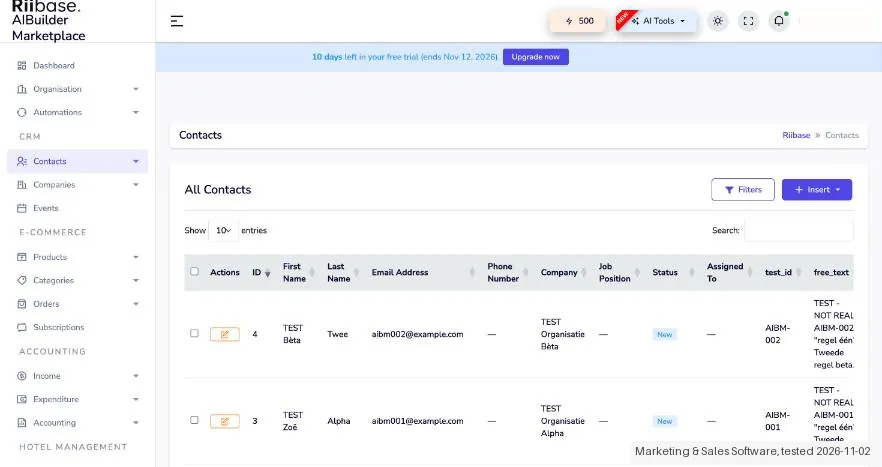 Riibase.
AIBuilder
Marketplace
500
NEW
AI Tools
10 days left in your free trial (ends Nov 12, 2026).
Upgrade now
Dashboard
Organisation
Automations
CRM
Contacts
Companies
Events
E-COMMERCE
Products
Categories
Orders
Subscriptions
ACCOUNTING
Income
Expenditure
Accounting
HOTEL MANAGEMENT
Contacts
Riibase » Contacts
All Contacts
Filters
+ Insert
Show 10 entries
Search:
Actions ID First Name Last Name Email Address Phone Number Company Job Position Status Assigned To test_id free_text
4 TEST Bèta Twee aibm002@example.com — TEST Organisatie Bèta — New — AIBM-002
TEST -
NOT REAL
AIBM-002
"regel één"
Tweede
regel beta.
3 TEST Zoë Alpha aibm001@example.com — TEST Organisatie Alpha — New — AIBM-001
TEST -
NOT REAL
AIBM-001
"regel één"
Tweede
Marketing & Sales Software, tested 2026-11-02